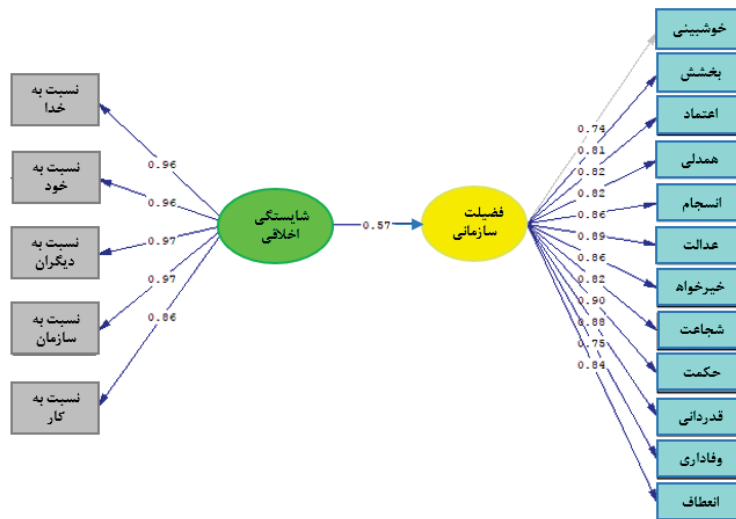 خوشبینی
بخشش
اعتماد
همدلی
انسجام
عدالت
خیرخواه
شجاعت
حکمت
قدردانی
وفاداری
انعطاف
0.74
0.81
0.82
0.82
0.86
0.89
0.86
0.82
0.90
0.88
0.75
0.84
فضیلت
سازمانی
0.57
شایستگی
اخلاقی
0.96
0.96
0.97
0.97
0.86
نسبت به
خدا
نسبت به
خود
نسبت به
دیگران
نسبت به
سازمان
نسبت به
کار